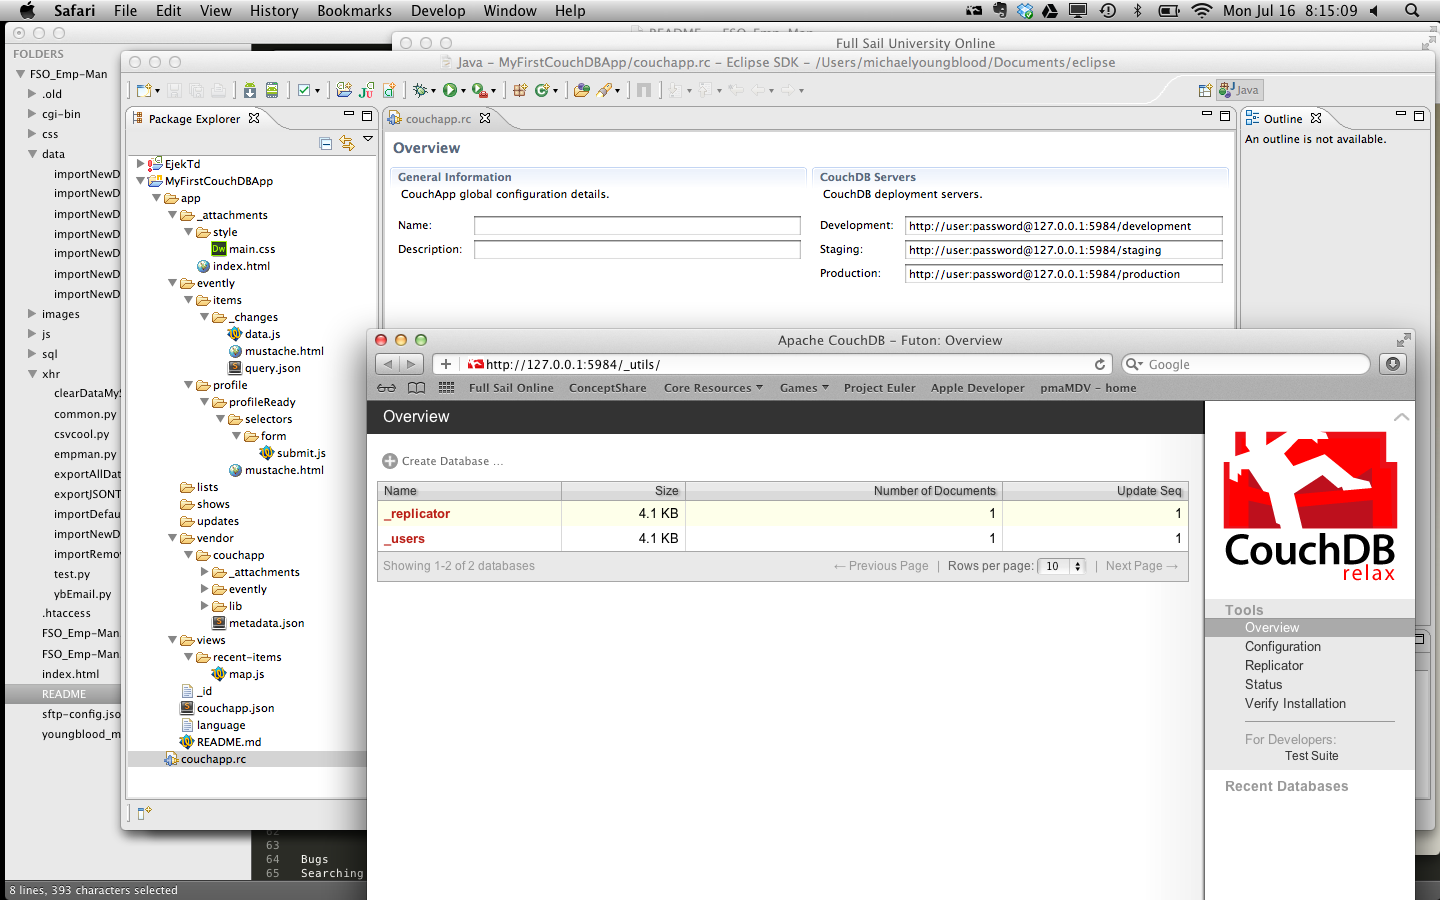 Safari File Edit View History Bookmarks Develop Window Help Mon Jul 16 8:15:09
README
FSO_Emp-Man
Full Sail University Online
FOLDERS
FSO_Emp-Man
.old
cgi-bin
css
data
importNewD
importNewD
importNewD
importNewD
importNewD
importNewD
importNewD
images
js
sql
xhr
clearDataMyS
common.py
csvcool.py
empman.py
exportAllDat
exportJSONT
importDefau
importNewD
importRemov
test.py
ybEmail.py
.htaccess
FSO_Emp-Man
FSO_Emp-Man
index.html
README
sftp-config.jso
youngblood_m
8 lines, 393 characters selected
62
63
64 Bugs
65 Searching
Java – MyFirstCouchDBApp/couchapp.rc – Eclipse SDK – /Users/michaelyoungblood/Documents/eclipse
Java
Package Explorer
EjekTd
MyFirstCouchDBApp
app
_attachments
style
main.css
index.html
evently
items
_changes
data.js
mustache.html
query.json
profile
profileReady
selectors
form
submit.js
mustache.html
lists
shows
updates
vendor
couchapp
_attachments
evently
lib
metadata.json
views
recent-items
map.js
_id
couchapp.json
language
README.md
couchapp.rc
couchapp.rc
Overview
General Information
CouchApp global configuration details.
Name:
Description:
CouchDB Servers
CouchDB deployment servers.
Development: http://user:password@127.0.0.1:5984/development
Staging: http://user:password@127.0.0.1:5984/staging
Production: http://user:password@127.0.0.1:5984/production
Outline
An outline is not available.
Apache CouchDB – Futon: Overview
http://127.0.0.1:5984/_utils/
Google
Full Sail Online ConceptShare Core Resources Games Project Euler Apple Developer pmaMDV – home
Overview
Create Database ...
Name Size Number of Documents Update Seq
_replicator 4.1 KB 1 1
_users 4.1 KB 1 1
Showing 1-2 of 2 databases ← Previous Page | Rows per page: 10 | Next Page →
CouchDB
relax
Tools
Overview
Configuration
Replicator
Status
Verify Installation
For Developers:
Test Suite
Recent Databases